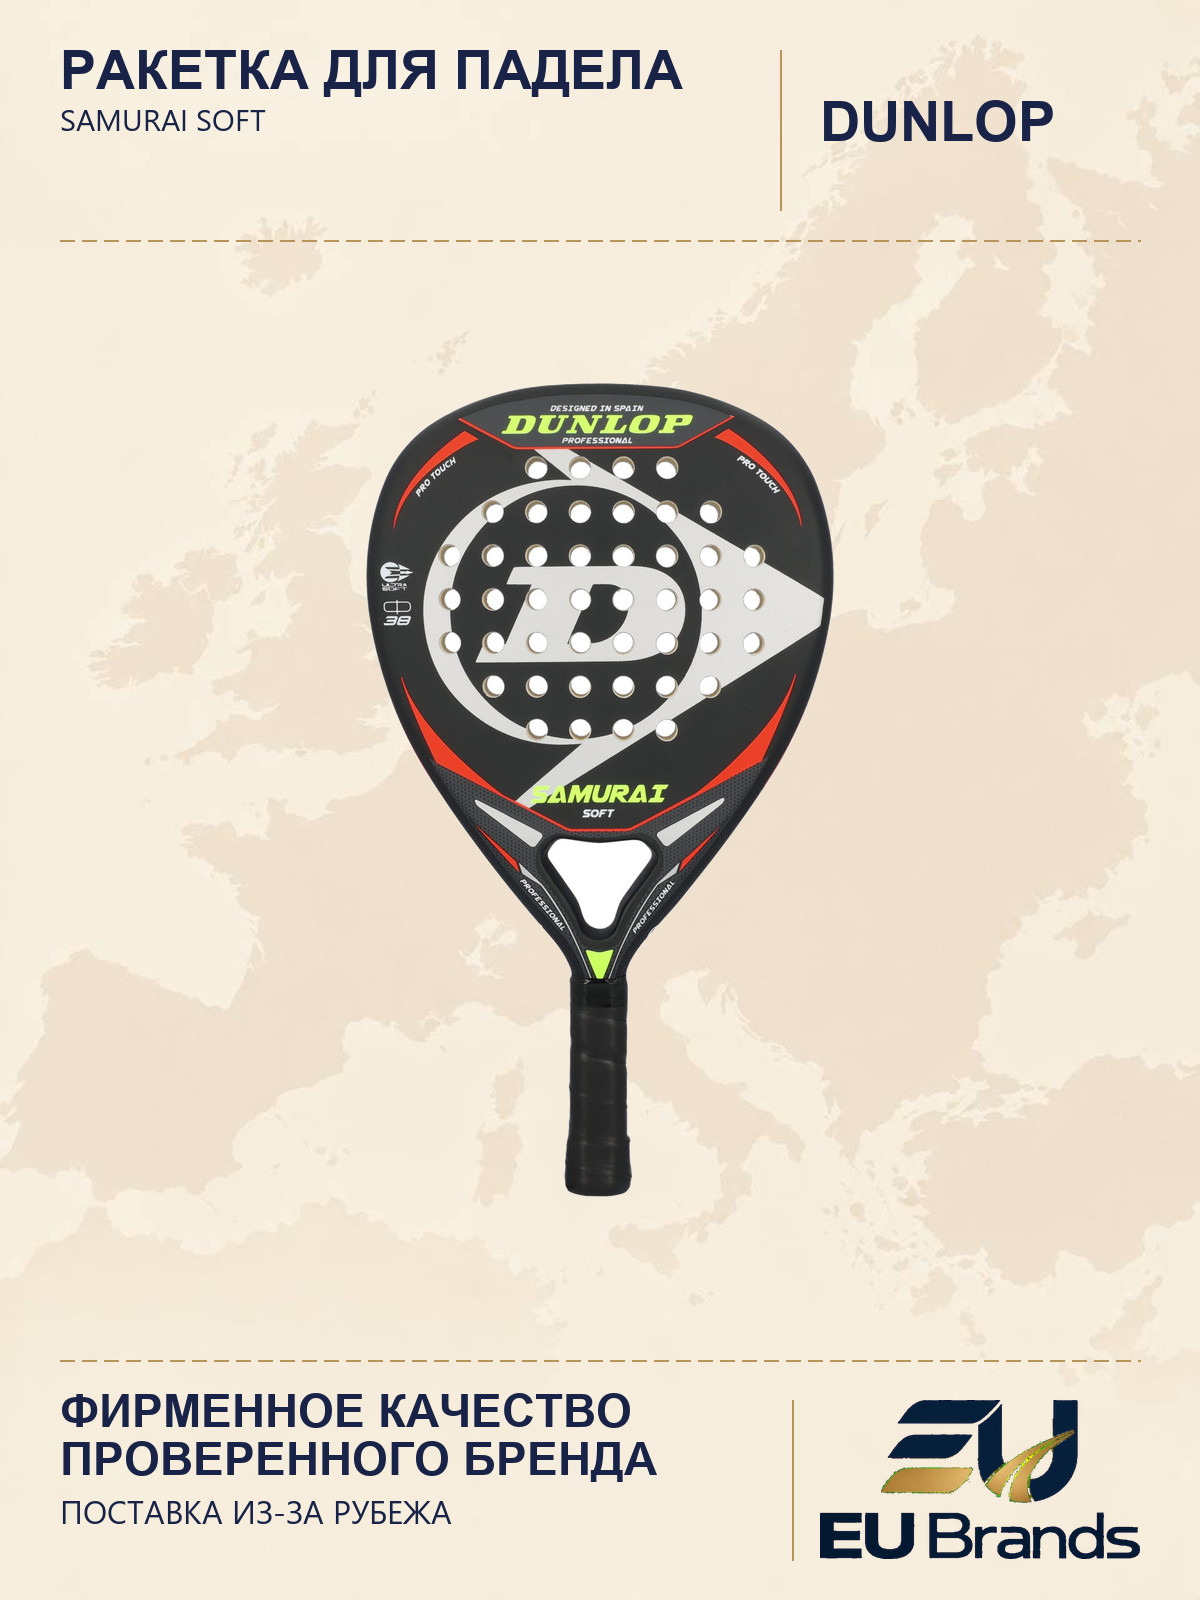 РАКЕТКА ДЛЯ ПАДЕЛА
SAMURAI SOFT
DUNLOP
DESIGNED IN SPAIN
DUNLOP
PROFESSIONAL
PRO TOUCH
PRO TOUCH
ULTRA
SOFT
38
D
SAMURAI
SOFT
PROFESSIONAL
PROFESSIONAL
ФИРМЕННОЕ КАЧЕСТВО
ПРОВЕРЕННОГО БРЕНДА
ПОСТАВКА ИЗ-ЗА РУБЕЖА
EU
EU Brands